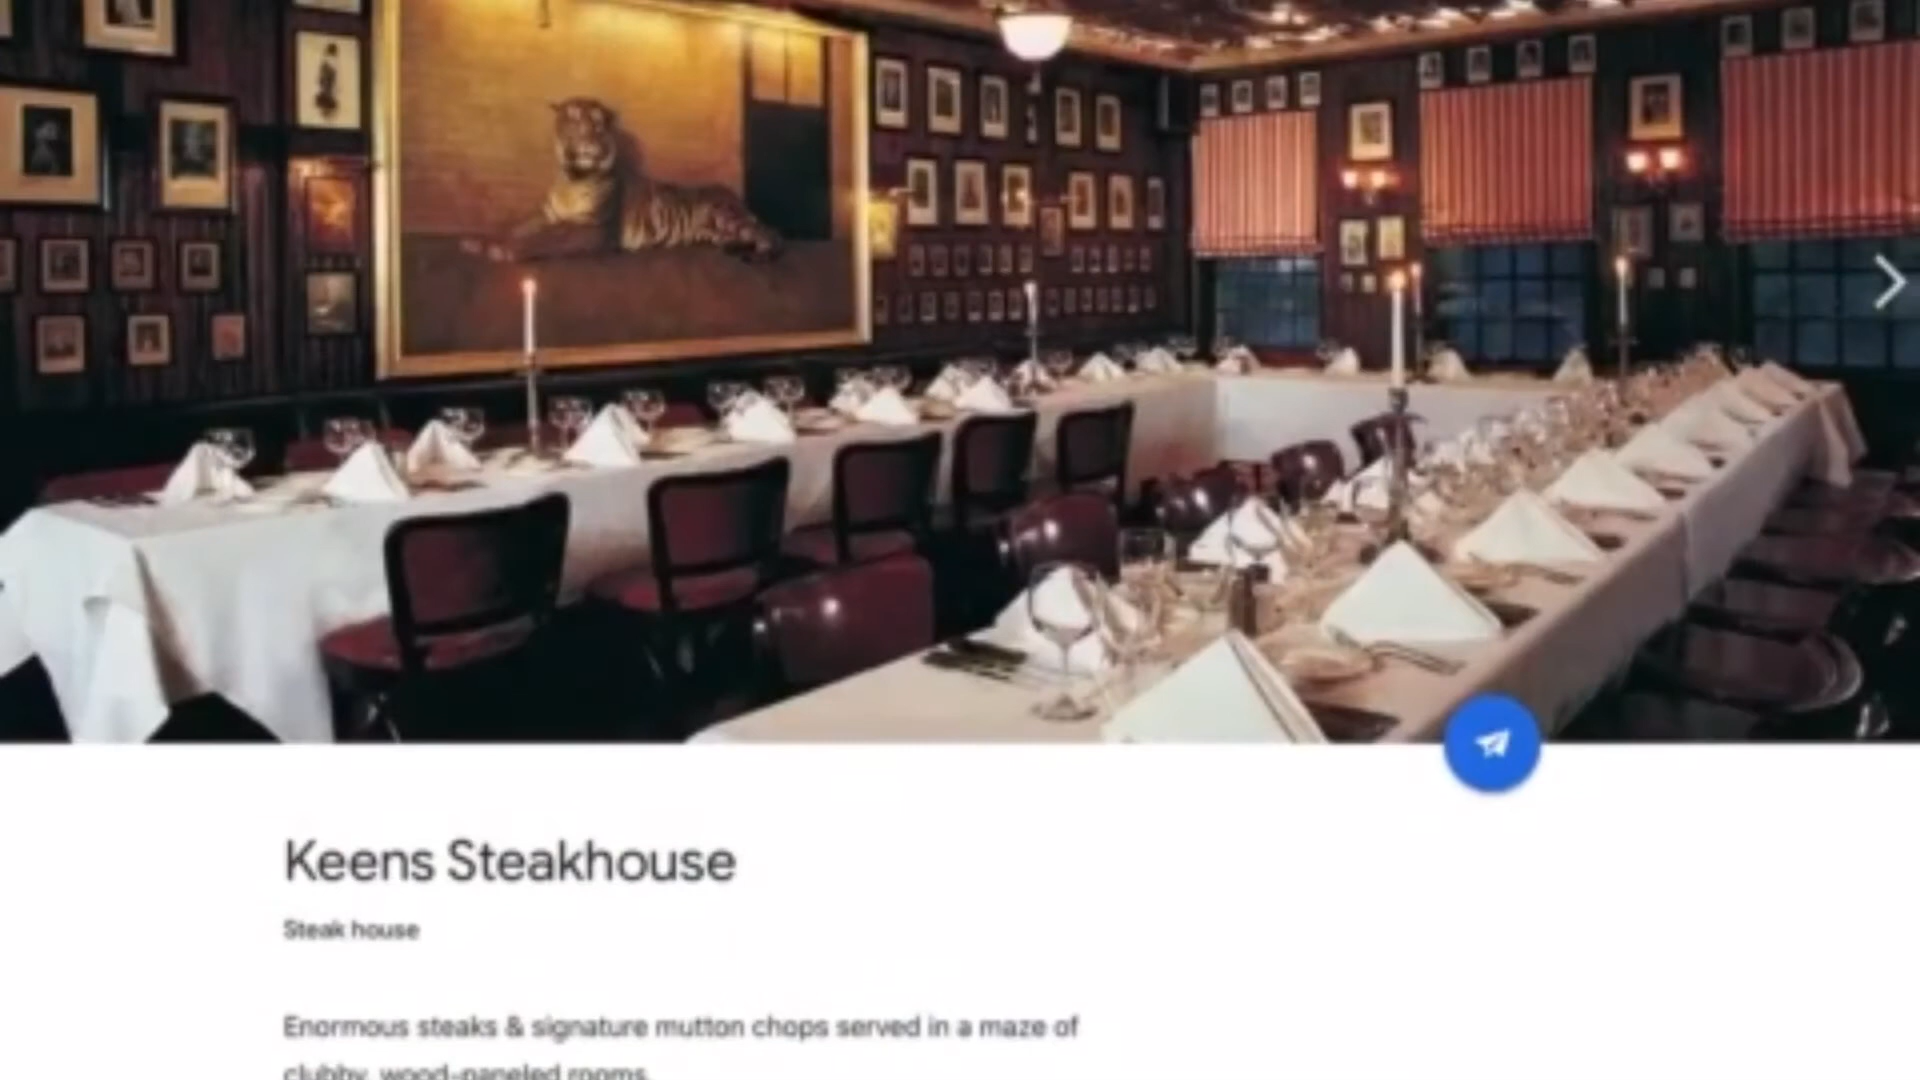 Keens Steakhouse
Steak house
Enormous steaks & signature mutton chops served in a maze of
clubby, wood-paneled rooms.